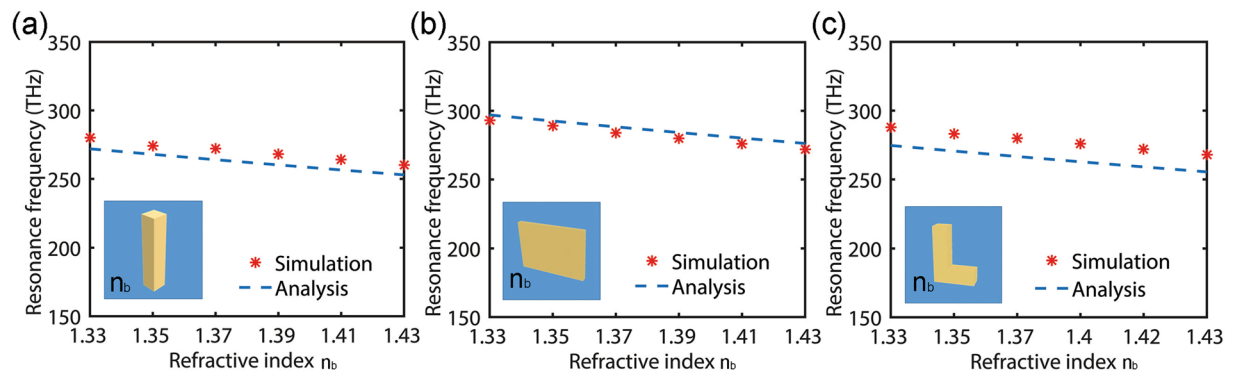 (a)
350
300
250
200
150
Resonance frequency (THz)
nb
Simulation
Analysis
1.33 1.35 1.37 1.39 1.41 1.43
Refractive index nb
(b)
350
300
250
200
150
Resonance frequency (THz)
nb
Simulation
Analysis
1.33 1.35 1.37 1.39 1.41 1.43
Refractive index nb
(c)
350
300
250
200
150
Resonance frequency (THz)
nb
Simulation
Analysis
1.33 1.35 1.37 1.4 1.42 1.43
Refractive index nb